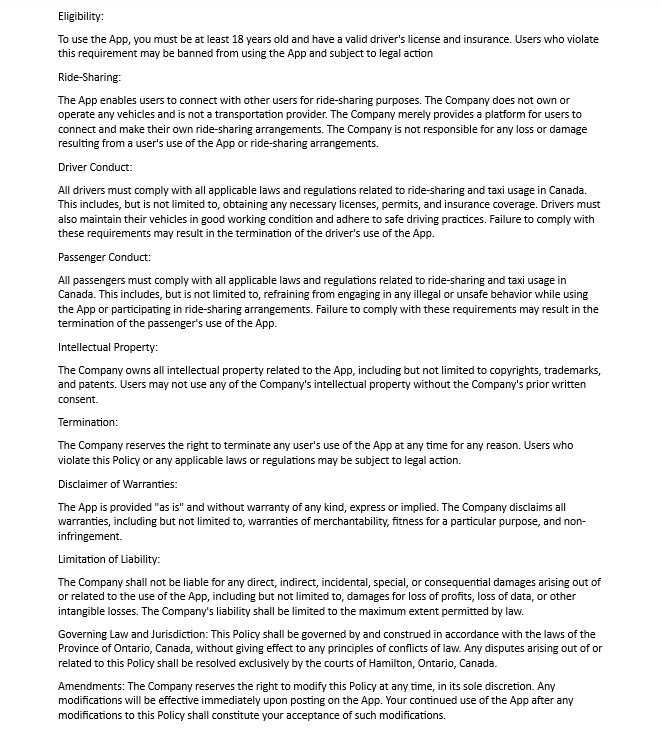 Eligibility:
To use the App, you must be at least 18 years old and have a valid driver's license and insurance. Users who violate
this requirement may be banned from using the App and subject to legal action
Ride-Sharing:
The App enables users to connect with other users for ride-sharing purposes. The Company does not own or
operate any vehicles and is not a transportation provider. The Company merely provides a platform for users to
connect and make their own ride-sharing arrangements. The Company is not responsible for any loss or damage
resulting from a user's use of the App or ride-sharing arrangements.
Driver Conduct:
All drivers must comply with all applicable laws and regulations related to ride-sharing and taxi usage in Canada.
This includes, but is not limited to, obtaining any necessary licenses, permits, and insurance coverage. Drivers must
also maintain their vehicles in good working condition and adhere to safe driving practices. Failure to comply with
these requirements may result in the termination of the driver's use of the App.
Passenger Conduct:
All passengers must comply with all applicable laws and regulations related to ride-sharing and taxi usage in
Canada. This includes, but is not limited to, refraining from engaging in any illegal or unsafe behavior while using
the App or participating in ride-sharing arrangements. Failure to comply with these requirements may result in the
termination of the passenger's use of the App.
Intellectual Property:
The Company owns all intellectual property related to the App, including but not limited to copyrights, trademarks,
and patents. Users may not use any of the Company's intellectual property without the Company's prior written
consent.
Termination:
The Company reserves the right to terminate any user's use of the App at any time for any reason. Users who
violate this Policy or any applicable laws or regulations may be subject to legal action.
Disclaimer of Warranties:
The App is provided "as is" and without warranty of any kind, express or implied. The Company disclaims all
warranties, including but not limited to, warranties of merchantability, fitness for a particular purpose, and non-
infringement.
Limitation of Liability:
The Company shall not be liable for any direct, indirect, incidental, special, or consequential damages arising out of
or related to the use of the App, including but not limited to, damages for loss of profits, loss of data, or other
intangible losses. The Company's liability shall be limited to the maximum extent permitted by law.
Governing Law and Jurisdiction: This Policy shall be governed by and construed in accordance with the laws of the
Province of Ontario, Canada, without giving effect to any principles of conflicts of law. Any disputes arising out of or
related to this Policy shall be resolved exclusively by the courts of Hamilton, Ontario, Canada.
Amendments: The Company reserves the right to modify this Policy at any time, in its sole discretion. Any
modifications will be effective immediately upon posting on the App. Your continued use of the App after any
modifications to this Policy shall constitute your acceptance of such modifications.